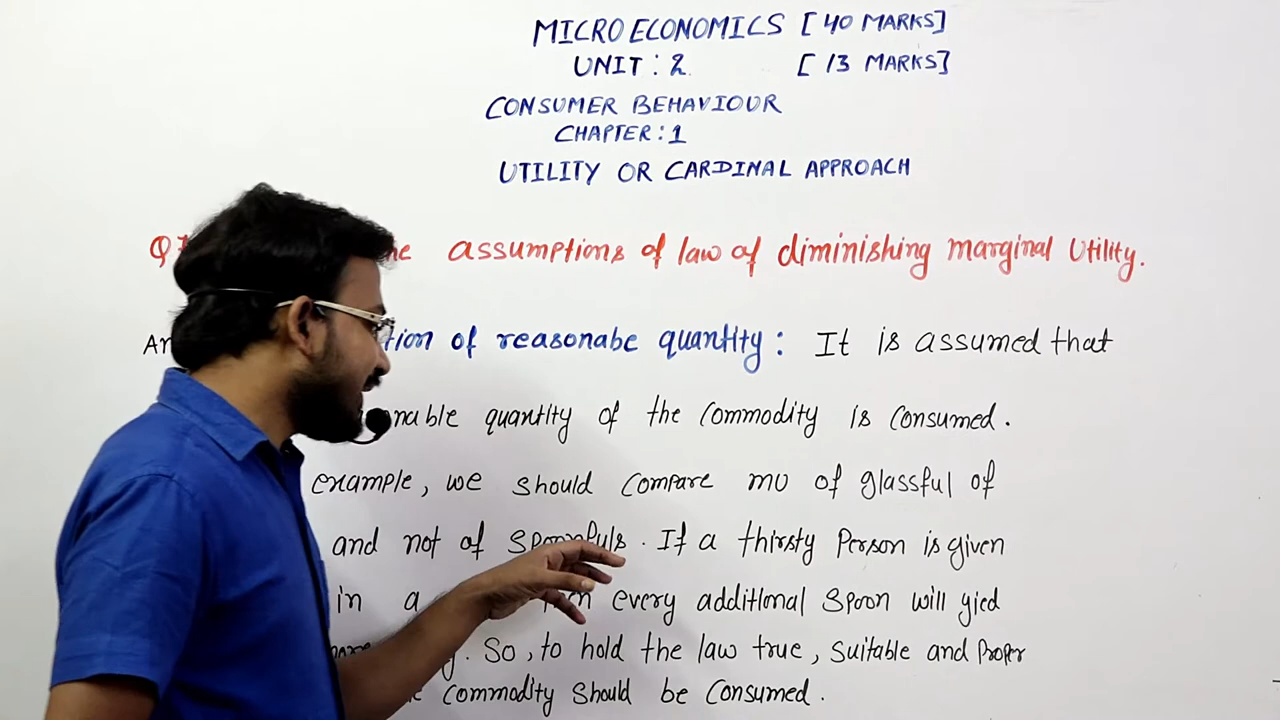 MICRO ECONOMICS [40 MARKS]
UNIT : 2 [13 MARKS]
CONSUMER BEHAVIOUR
CHAPTER : 1
UTILITY OR CARDINAL APPROACH
assumptions of law of diminishing marginal Utility.
of reasonabe quantity : It is assumed that
quantity of the Commodity is Consumed.
example, we should Compare MU of glassful of
and not of Spoonfuls. If a thirsty Person is given
in a every additional Spoon will yied
So, to hold the law true, Suitable and Proper
Commodity Should be Consumed.